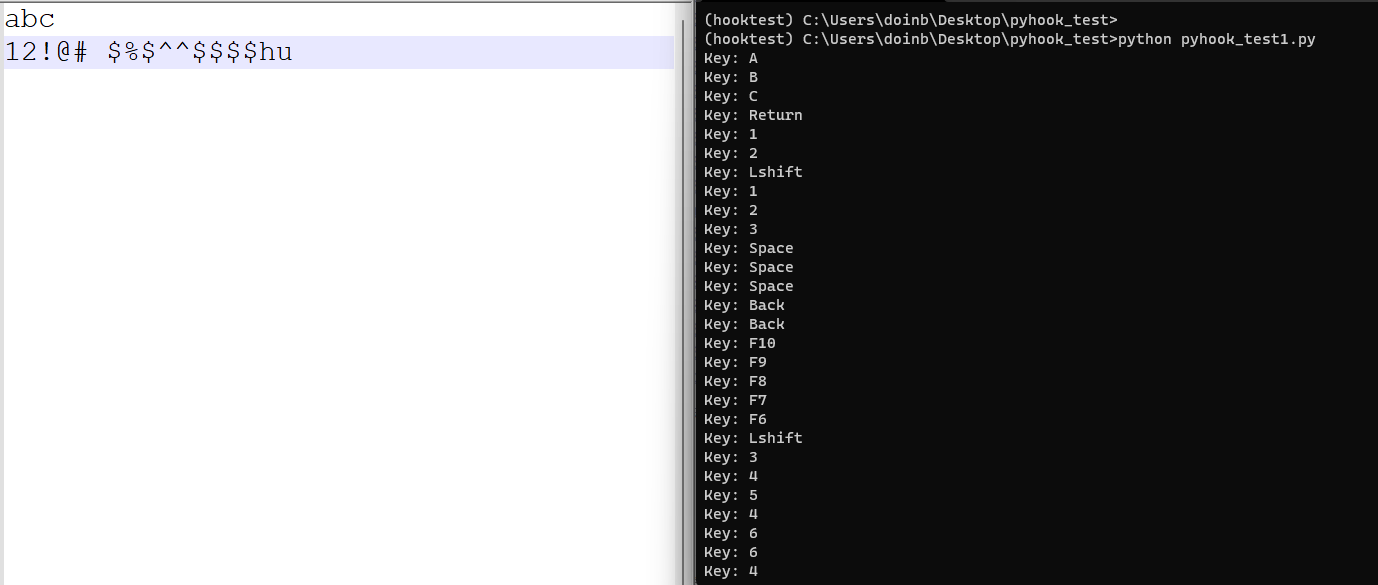 abc
12!@# $%$^^$$$$hu
(hooktest) C:\Users\doinb\Desktop\pyhook_test>
(hooktest) C:\Users\doinb\Desktop\pyhook_test>python pyhook_test1.py
Key: A
Key: B
Key: C
Key: Return
Key: 1
Key: 2
Key: Lshift
Key: 1
Key: 2
Key: 3
Key: Space
Key: Space
Key: Space
Key: Back
Key: Back
Key: F10
Key: F9
Key: F8
Key: F7
Key: F6
Key: Lshift
Key: 3
Key: 4
Key: 5
Key: 4
Key: 6
Key: 6
Key: 4